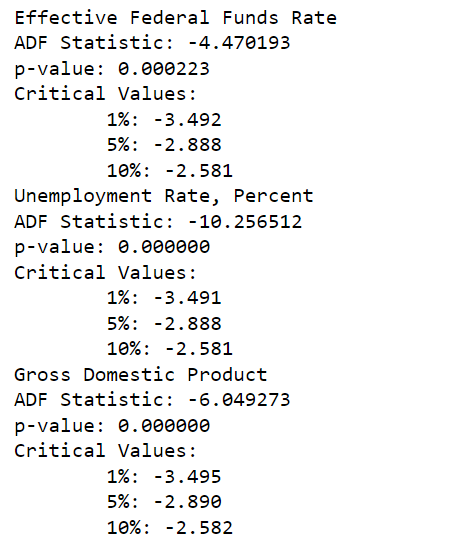 Effective Federal Funds Rate
ADF Statistic: -4.470193
p-value: 0.000223
Critical Values:
	1%: -3.492
	5%: -2.888
	10%: -2.581
Unemployment Rate, Percent
ADF Statistic: -10.256512
p-value: 0.000000
Critical Values:
	1%: -3.491
	5%: -2.888
	10%: -2.581
Gross Domestic Product
ADF Statistic: -6.049273
p-value: 0.000000
Critical Values:
	1%: -3.495
	5%: -2.890
	10%: -2.582